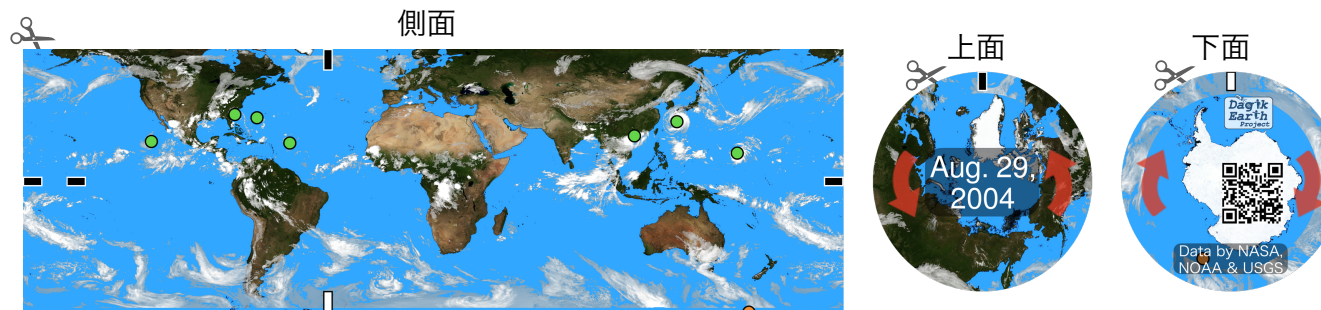 側面
上面
下面
Aug. 29,
2004
Dagik
Earth
Project
Data by NASA,
NOAA & USGS